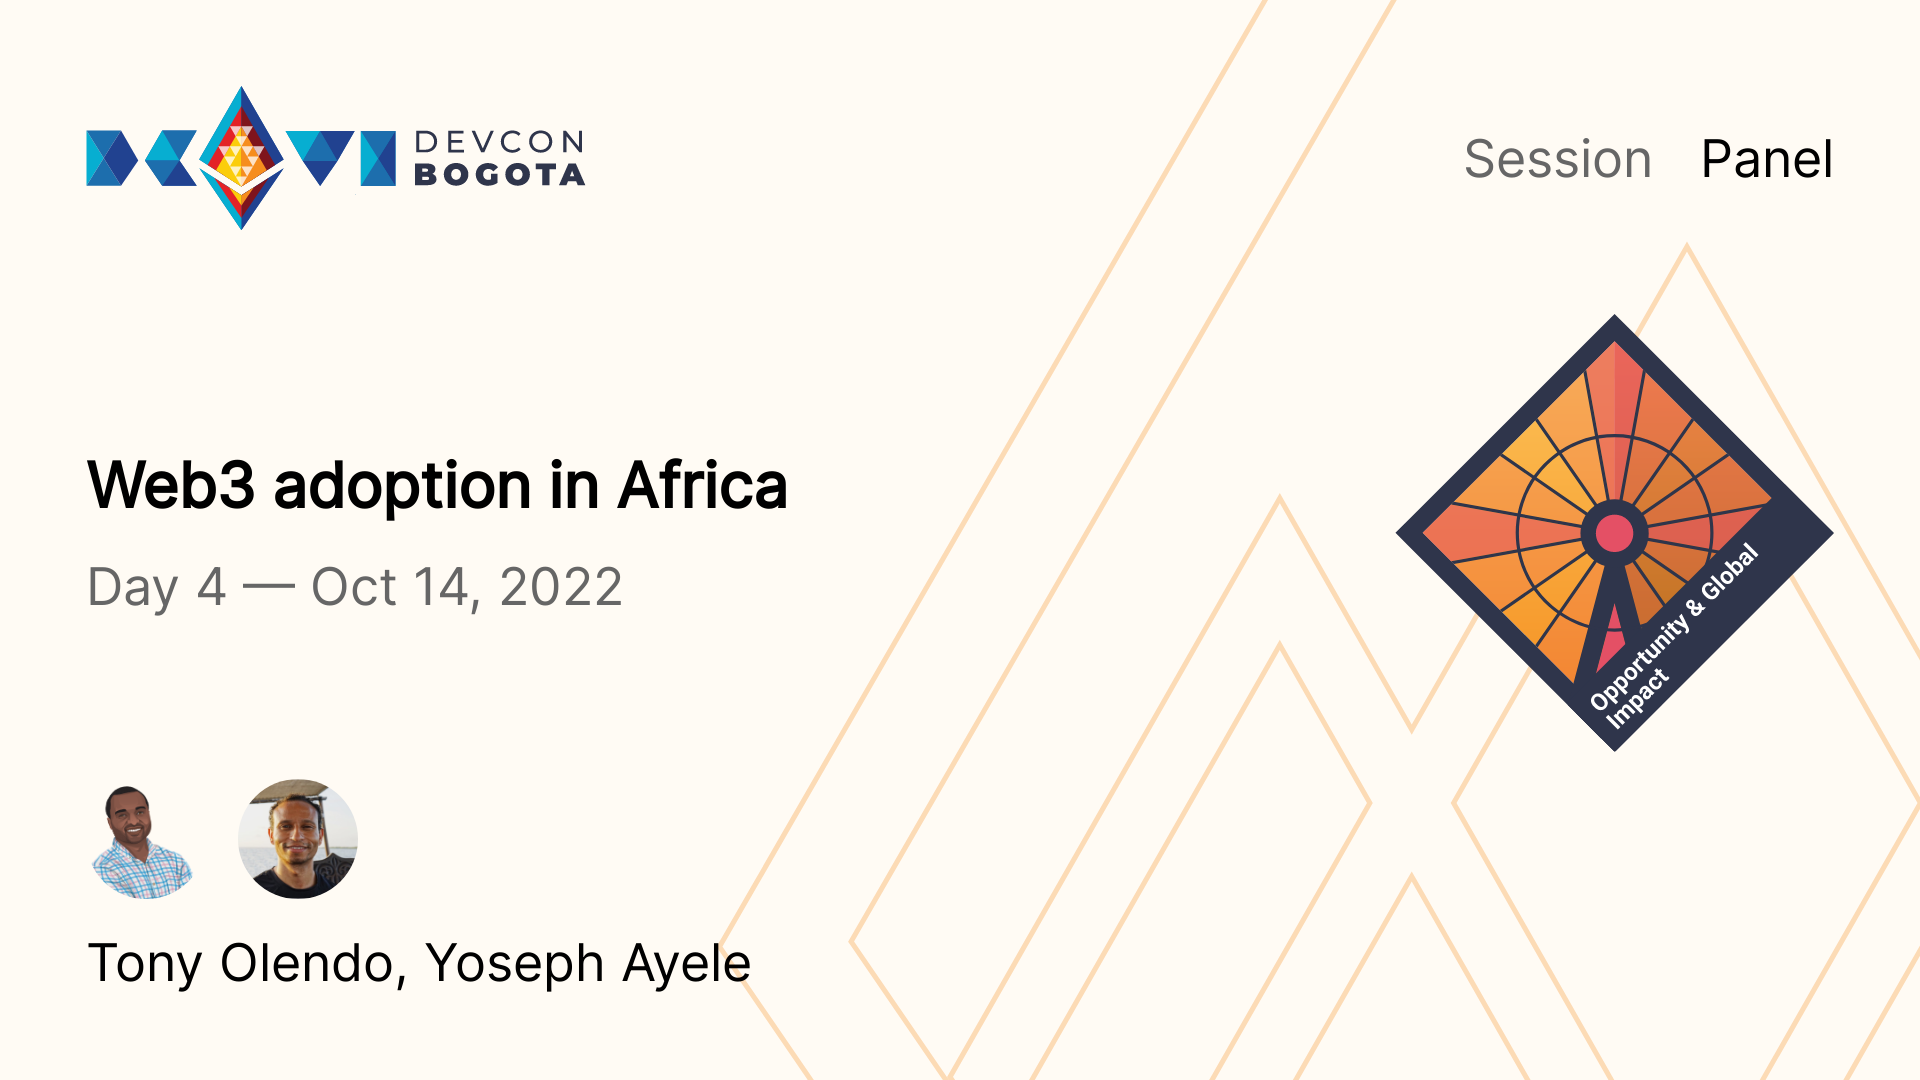 DEVCON
BOGOTA
Session Panel
Web3 adoption in Africa
Day 4 — Oct 14, 2022
Opportunity & Global
Impact
Tony Olendo, Yoseph Ayele